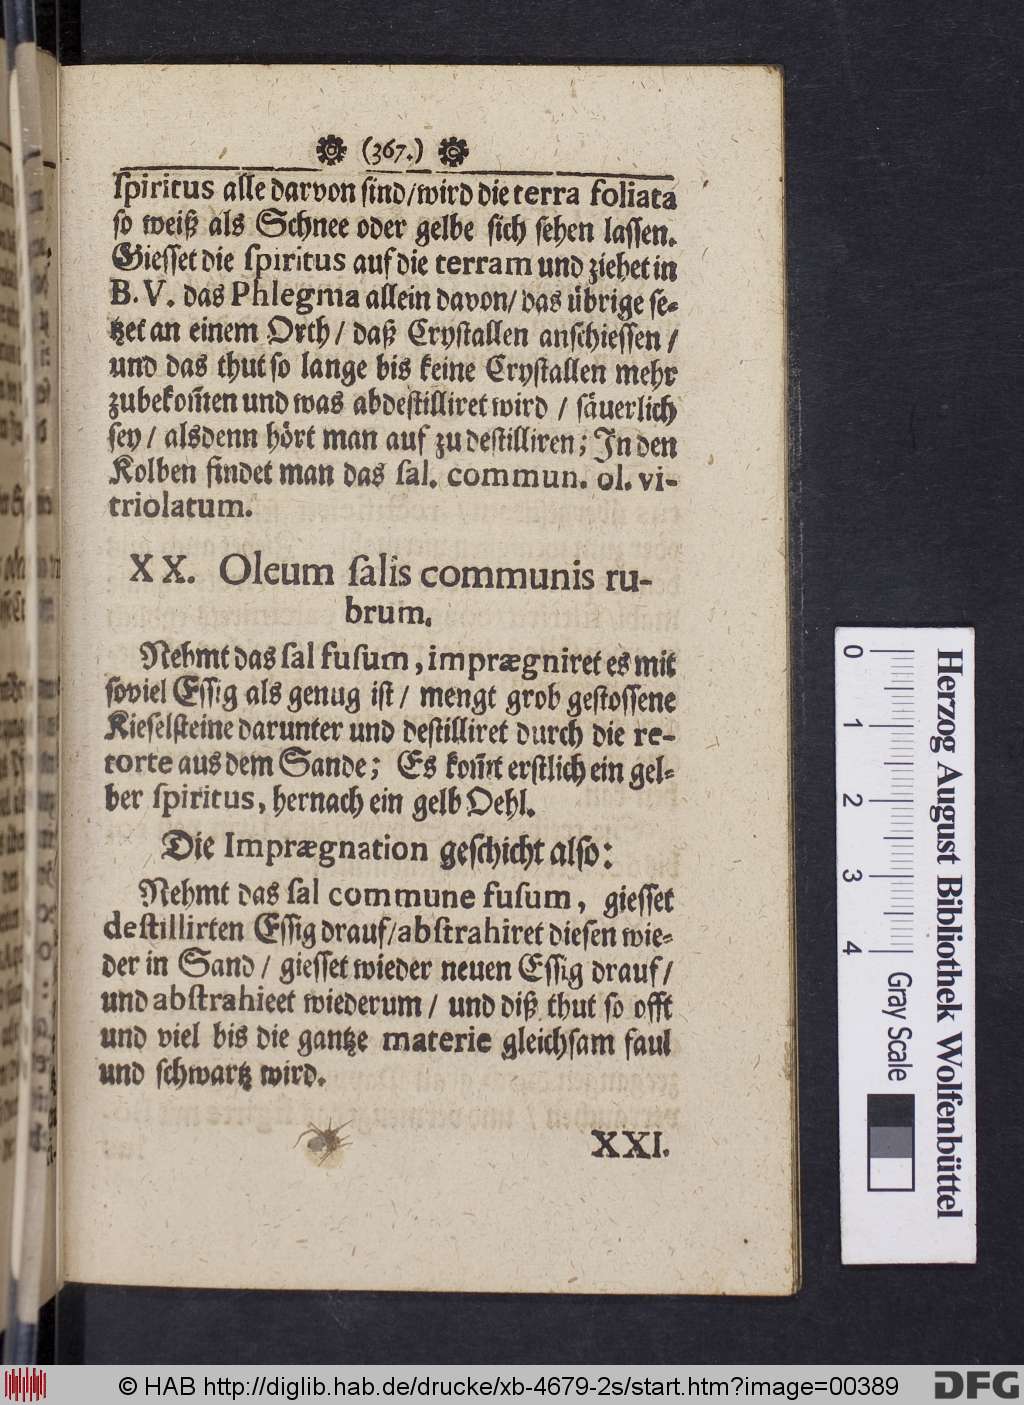 (367.)
ſpiritus alle darvon ſind/wird die terra foliata
ſo weiß als Schnee oder gelbe ſich ſehen laſſen.
Gieſſet die ſpiritus auf die terram und ziehet in
B. V. das Phlegma allein davon/ das übrige ſe⸗
tzet an einem Orth/ daß Cryſtallen anſchieſſen/
und das thut ſo lange bis keine Cryſtallen mehr
zubekom̃en und was abdeſtilliret wird / ſäuerlich
ſey/ alsdenn hört man auf zu deſtilliren; In den
Kolben findet man das ſal. commun. ol. vi-
triolatum.
XX. Oleum ſalis communis ru-
brum.
Nehmt das ſal fuſum, imprægniret es mit
ſoviel Eſſig als genug iſt/ mengt grob geſtoſſene
Kieſelſteine darunter und deſtilliret durch die re-
torte aus dem Sande; Es kom̃t erſtlich ein gel⸗
ber ſpiritus, hernach ein gelb Oehl.
Die Imprægnation geſchicht alſo:
Nehmt das ſal commune fuſum, gieſſet
deſtillirten Eſſig drauf/abſtrahiret dieſen wie⸗
der in Sand/ gieſſet wieder neuen Eſſig drauf/
und abſtrahieet wiederum/ und diß thut ſo offt
und viel bis die gantze materie gleichſam faul
und ſchwartz wird.
XXI.
0 1 2 3 4
Gray Scale
Herzog August Bibliothek Wolfenbüttel
© HAB http://diglib.hab.de/drucke/xb-4679-2s/start.htm?image=00389
DFG